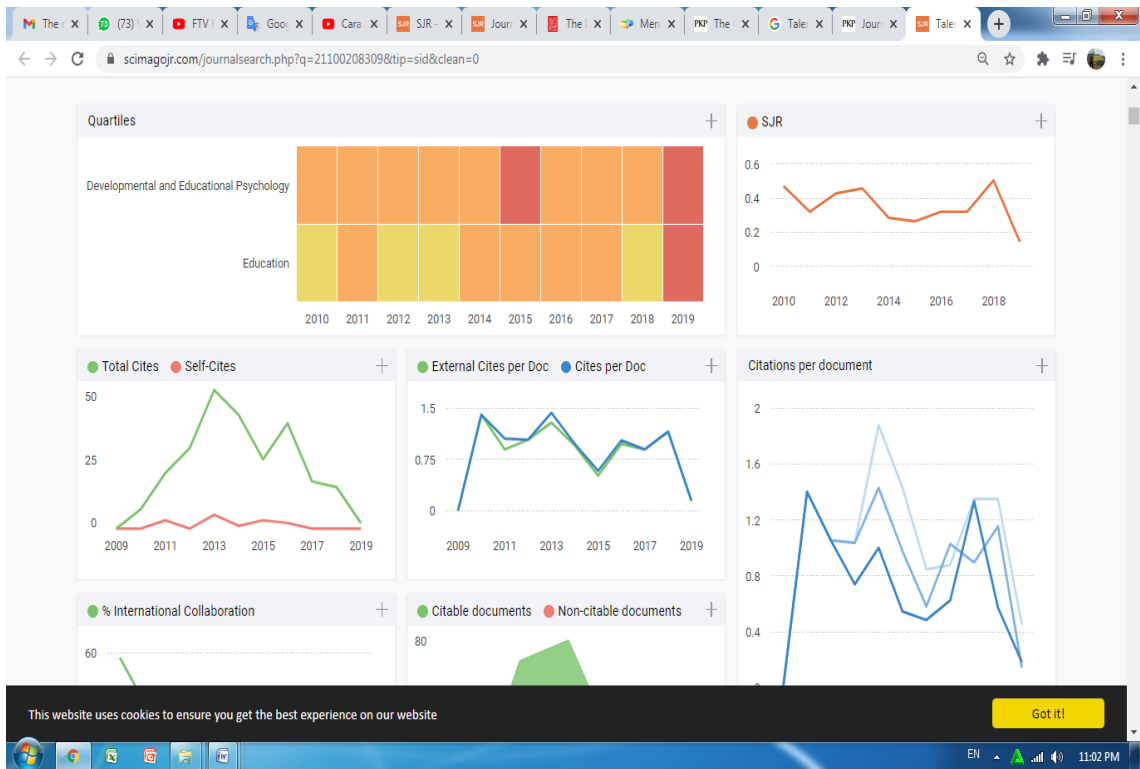 The
(73)
FTV
Goo
Cara
SJR -
Jour
The
Men
PKP The
Taler
PKP Jour
Taler
scimagojr.com/journalsearch.php?q=21100208309&tip=sid&clean=0
Quartiles
Developmental and Educational Psychology
Education
2010 2011 2012 2013 2014 2015 2016 2017 2018 2019
SJR
0.6
0.4
0.2
0
2010 2012 2014 2016 2018
Total Cites Self-Cites
50
25
0
2009 2011 2013 2015 2017 2019
External Cites per Doc Cites per Doc
1.5
0.75
0
2009 2011 2013 2015 2017 2019
Citations per document
2
1.6
1.2
0.8
0.4
% International Collaboration
60
Citable documents Non-citable documents
80
This website uses cookies to ensure you get the best experience on our website
Got it!
EN
11:02 PM